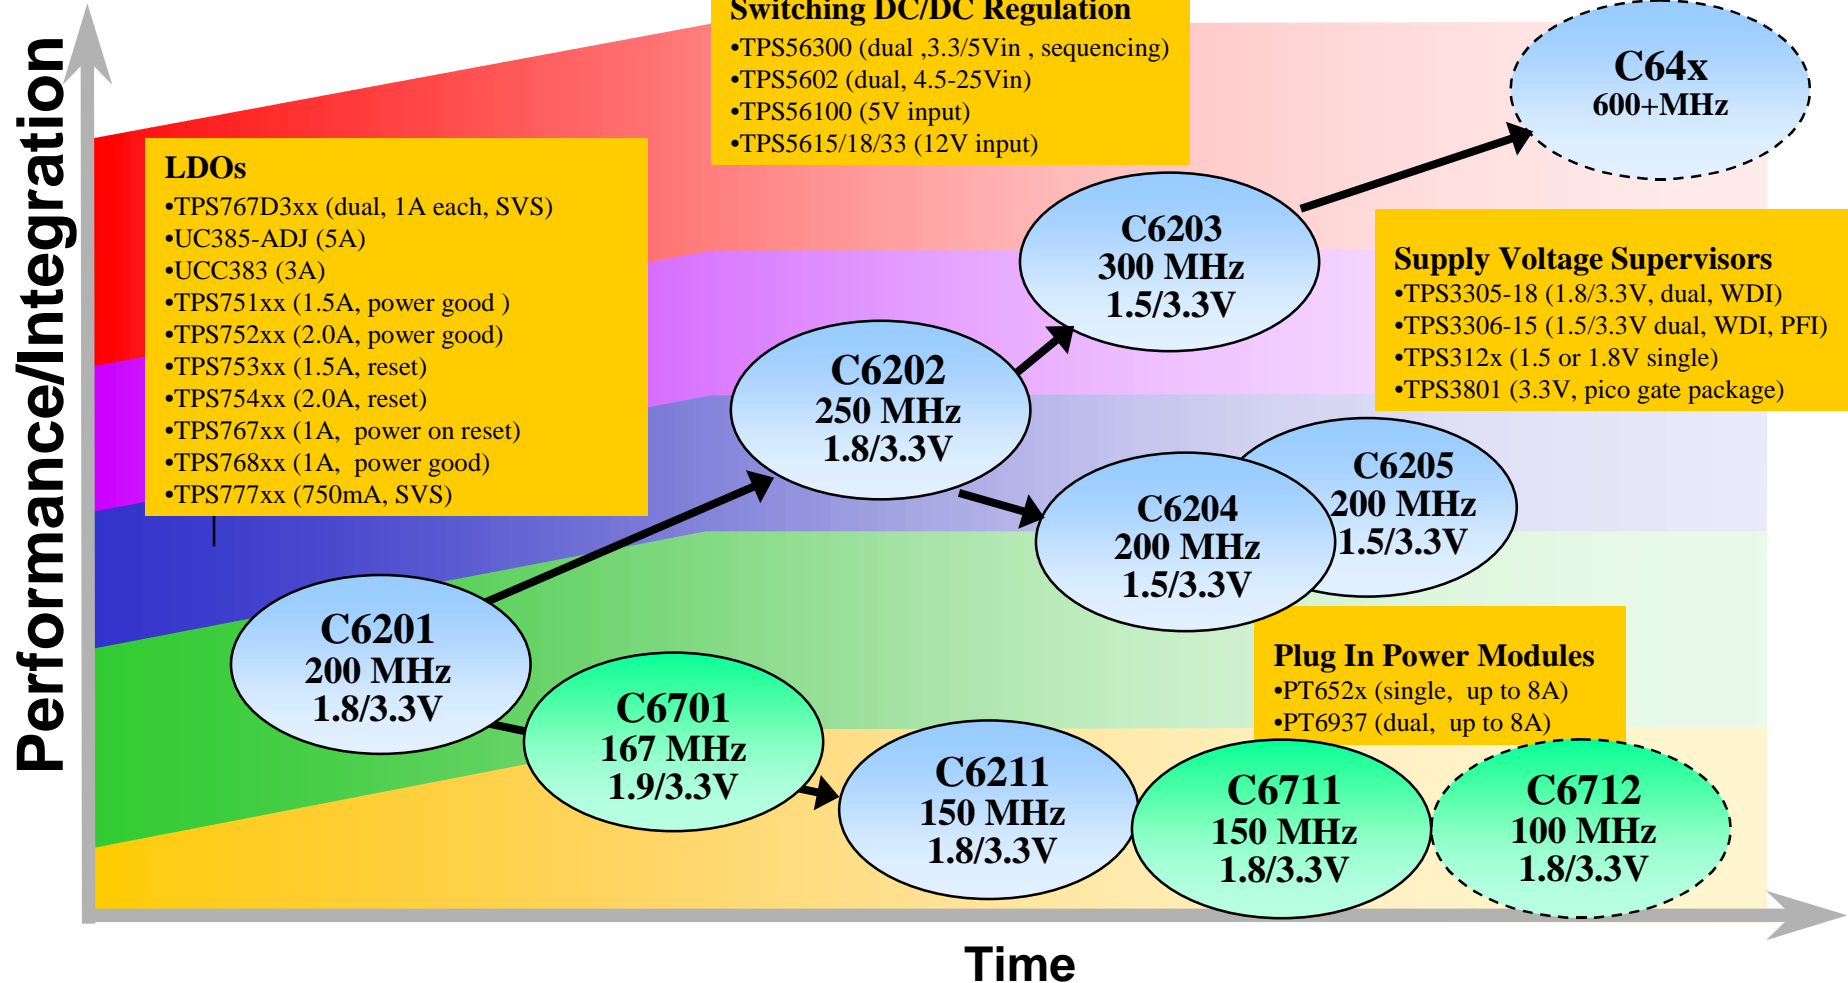 Performance/Integration
Switching DC/DC Regulation
•TPS56300 (dual ,3.3/5Vin , sequencing)
•TPS5602 (dual, 4.5-25Vin)
•TPS56100 (5V input)
•TPS5615/18/33 (12V input)
C64x
600+MHz
LDOs
•TPS767D3xx (dual, 1A each, SVS)
•UC385-ADJ (5A)
•UCC383 (3A)
•TPS751xx (1.5A, power good )
•TPS752xx (2.0A, power good)
•TPS753xx (1.5A, reset)
•TPS754xx (2.0A, reset)
•TPS767xx (1A,  power on reset)
•TPS768xx (1A,  power good)
•TPS777xx (750mA, SVS)
C6203
300 MHz
1.5/3.3V
Supply Voltage Supervisors
•TPS3305-18 (1.8/3.3V, dual, WDI)
•TPS3306-15 (1.5/3.3V dual, WDI, PFI)
•TPS312x (1.5 or 1.8V single)
•TPS3801 (3.3V, pico gate package)
C6202
250 MHz
1.8/3.3V
C6205
200 MHz
1.5/3.3V
C6204
200 MHz
1.5/3.3V
C6201
200 MHz
1.8/3.3V
C6701
167 MHz
1.9/3.3V
Plug In Power Modules
•PT652x (single,  up to 8A)
•PT6937 (dual,  up to 8A)
C6211
150 MHz
1.8/3.3V
C6711
150 MHz
1.8/3.3V
C6712
100 MHz
1.8/3.3V
Time